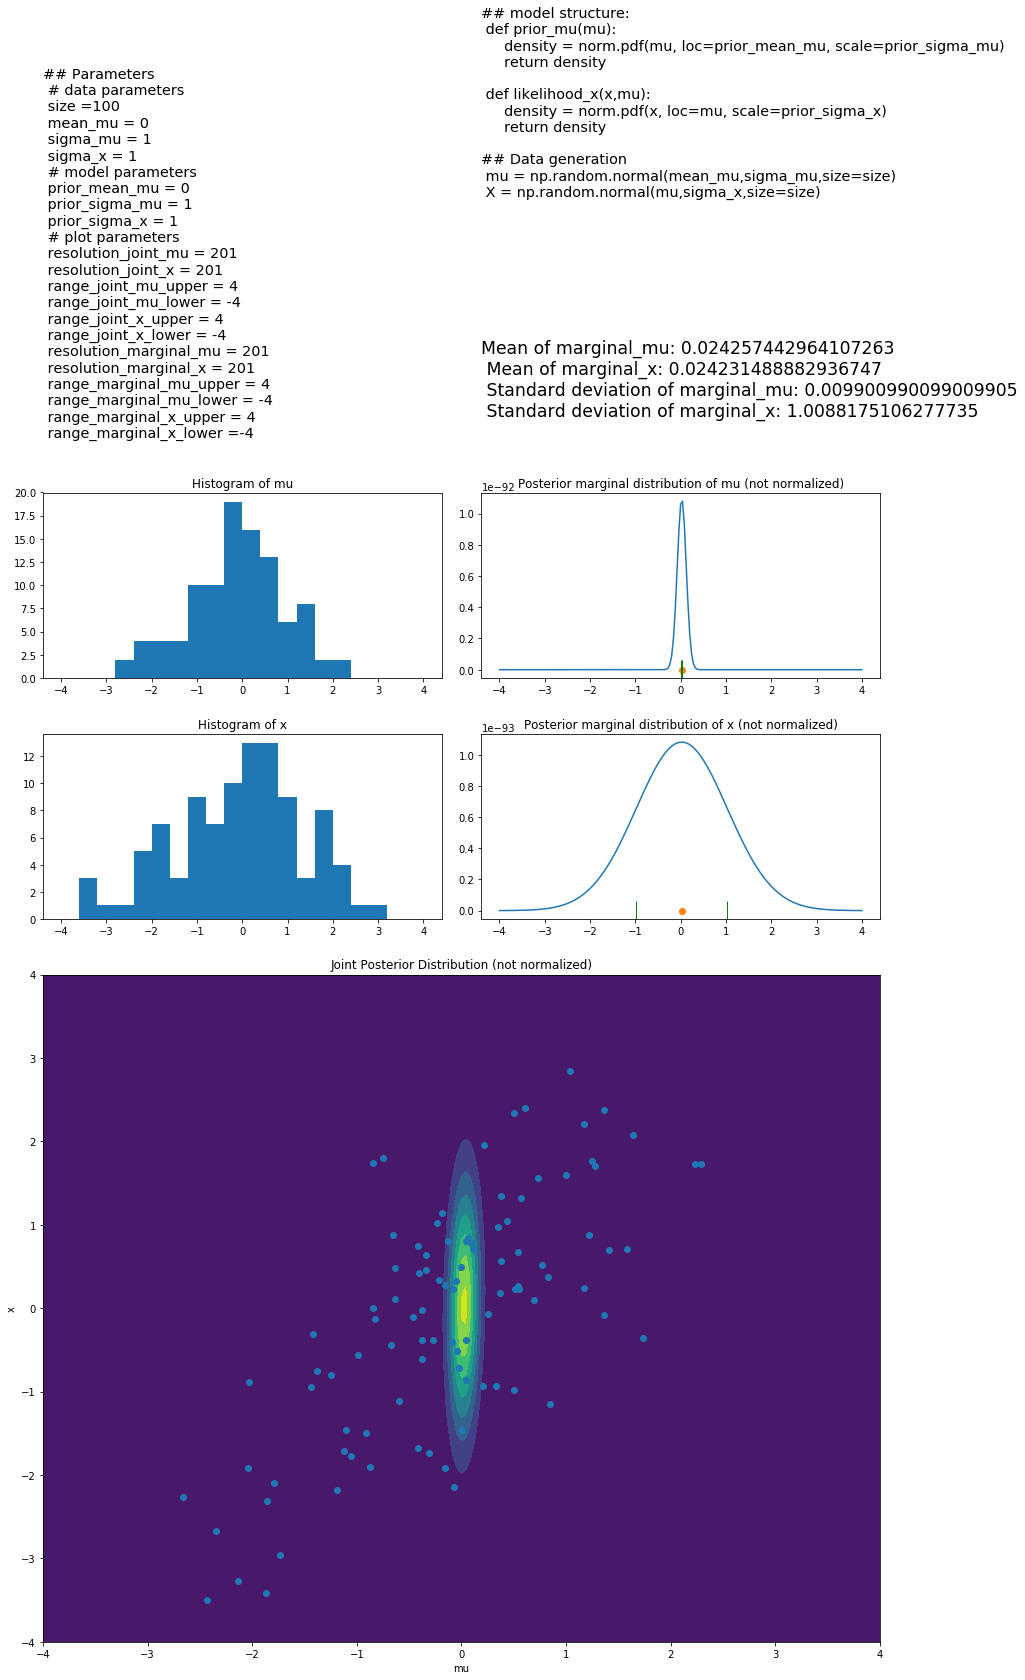 ## Parameters
# data parameters
size =100
mean_mu = 0
sigma_mu = 1
sigma_x = 1
# model parameters
prior_mean_mu = 0
prior_sigma_mu = 1
prior_sigma_x = 1
# plot parameters
resolution_joint_mu = 201
resolution_joint_x = 201
range_joint_mu_upper = 4
range_joint_mu_lower = -4
range_joint_x_upper = 4
range_joint_x_lower = -4
resolution_marginal_mu = 201
resolution_marginal_x = 201
range_marginal_mu_upper = 4
range_marginal_mu_lower = -4
range_marginal_x_upper = 4
range_marginal_x_lower =-4
## model structure:
def prior_mu(mu):
density = norm.pdf(mu, loc=prior_mean_mu, scale=prior_sigma_mu)
return density
def likelihood_x(x,mu):
density = norm.pdf(x, loc=mu, scale=prior_sigma_x)
return density
## Data generation
mu = np.random.normal(mean_mu,sigma_mu,size=size)
X = np.random.normal(mu,sigma_x,size=size)
Mean of marginal_mu: 0.024257442964107263
Mean of marginal_x: 0.024231488882936747
Standard deviation of marginal_mu: 0.009900990099009905
Standard deviation of marginal_x: 1.0088175106277735
Histogram of mu
20.0
17.5
15.0
12.5
10.0
7.5
5.0
2.5
0.0
−4 −3 −2 −1 0 1 2 3 4
1e−92 Posterior marginal distribution of mu (not normalized)
1.0
0.8
0.6
0.4
0.2
0.0
−4 −3 −2 −1 0 1 2 3 4
Histogram of x
12
10
8
6
4
2
0
−4 −3 −2 −1 0 1 2 3 4
1e−93 Posterior marginal distribution of x (not normalized)
1.0
0.8
0.6
0.4
0.2
0.0
−4 −3 −2 −1 0 1 2 3 4
Joint Posterior Distribution (not normalized)
4
3
2
1
0
−1
−2
−3
−4
x
−4 −3 −2 −1 0 1 2 3 4
mu